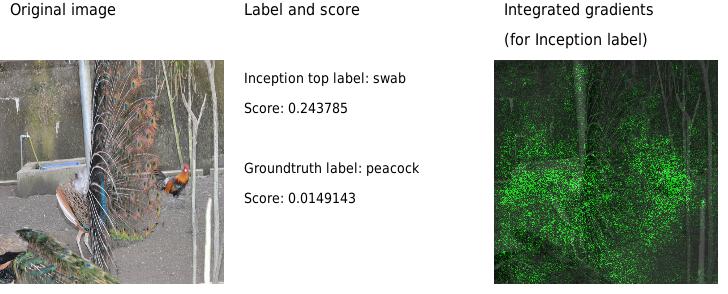 Original image
Label and score
Integrated gradients
(for Inception label)
Inception top label: swab
Score: 0.243785
Groundtruth label: peacock
Score: 0.0149143